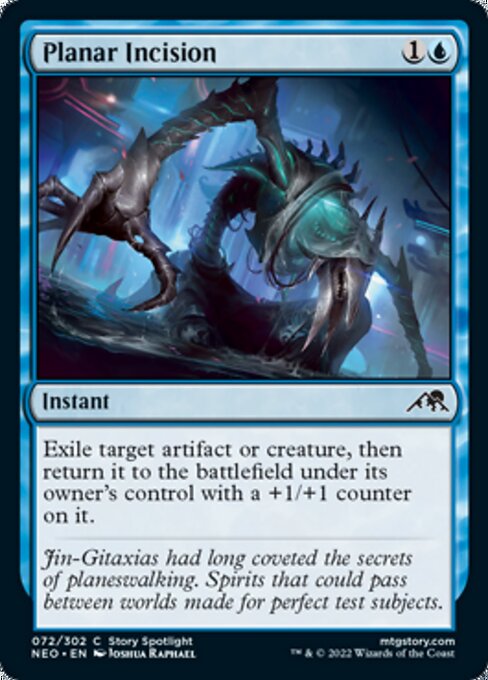 Planar Incision 1
Instant
Exile target artifact or creature, then
return it to the battlefield under its
owner's control with a +1/+1 counter
on it.
Jin-Gitaxias had long coveted the secrets
of planeswalking. Spirits that could pass
between worlds made for perfect test subjects.
072/302 C Story Spotlight mtgstory.com
NEO • EN Joshua Raphael ™ & © 2022 Wizards of the Coast